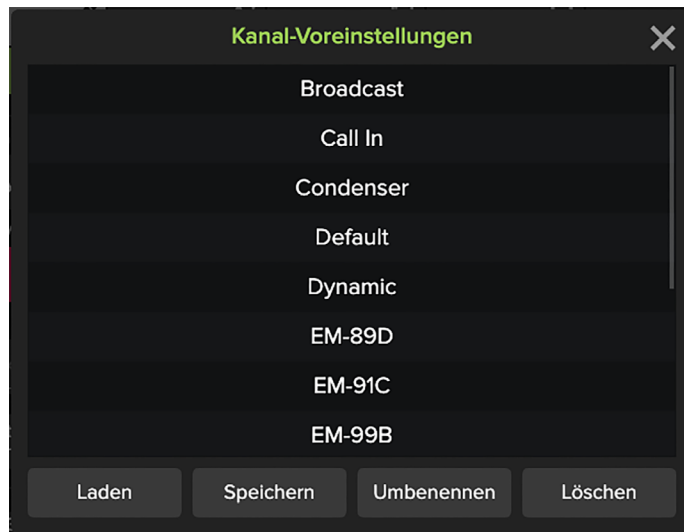 Kanal-Voreinstellungen
Broadcast
Call In
Condenser
Default
Dynamic
EM-89D
EM-91C
EM-99B
Laden Speichern Umbenennen Löschen